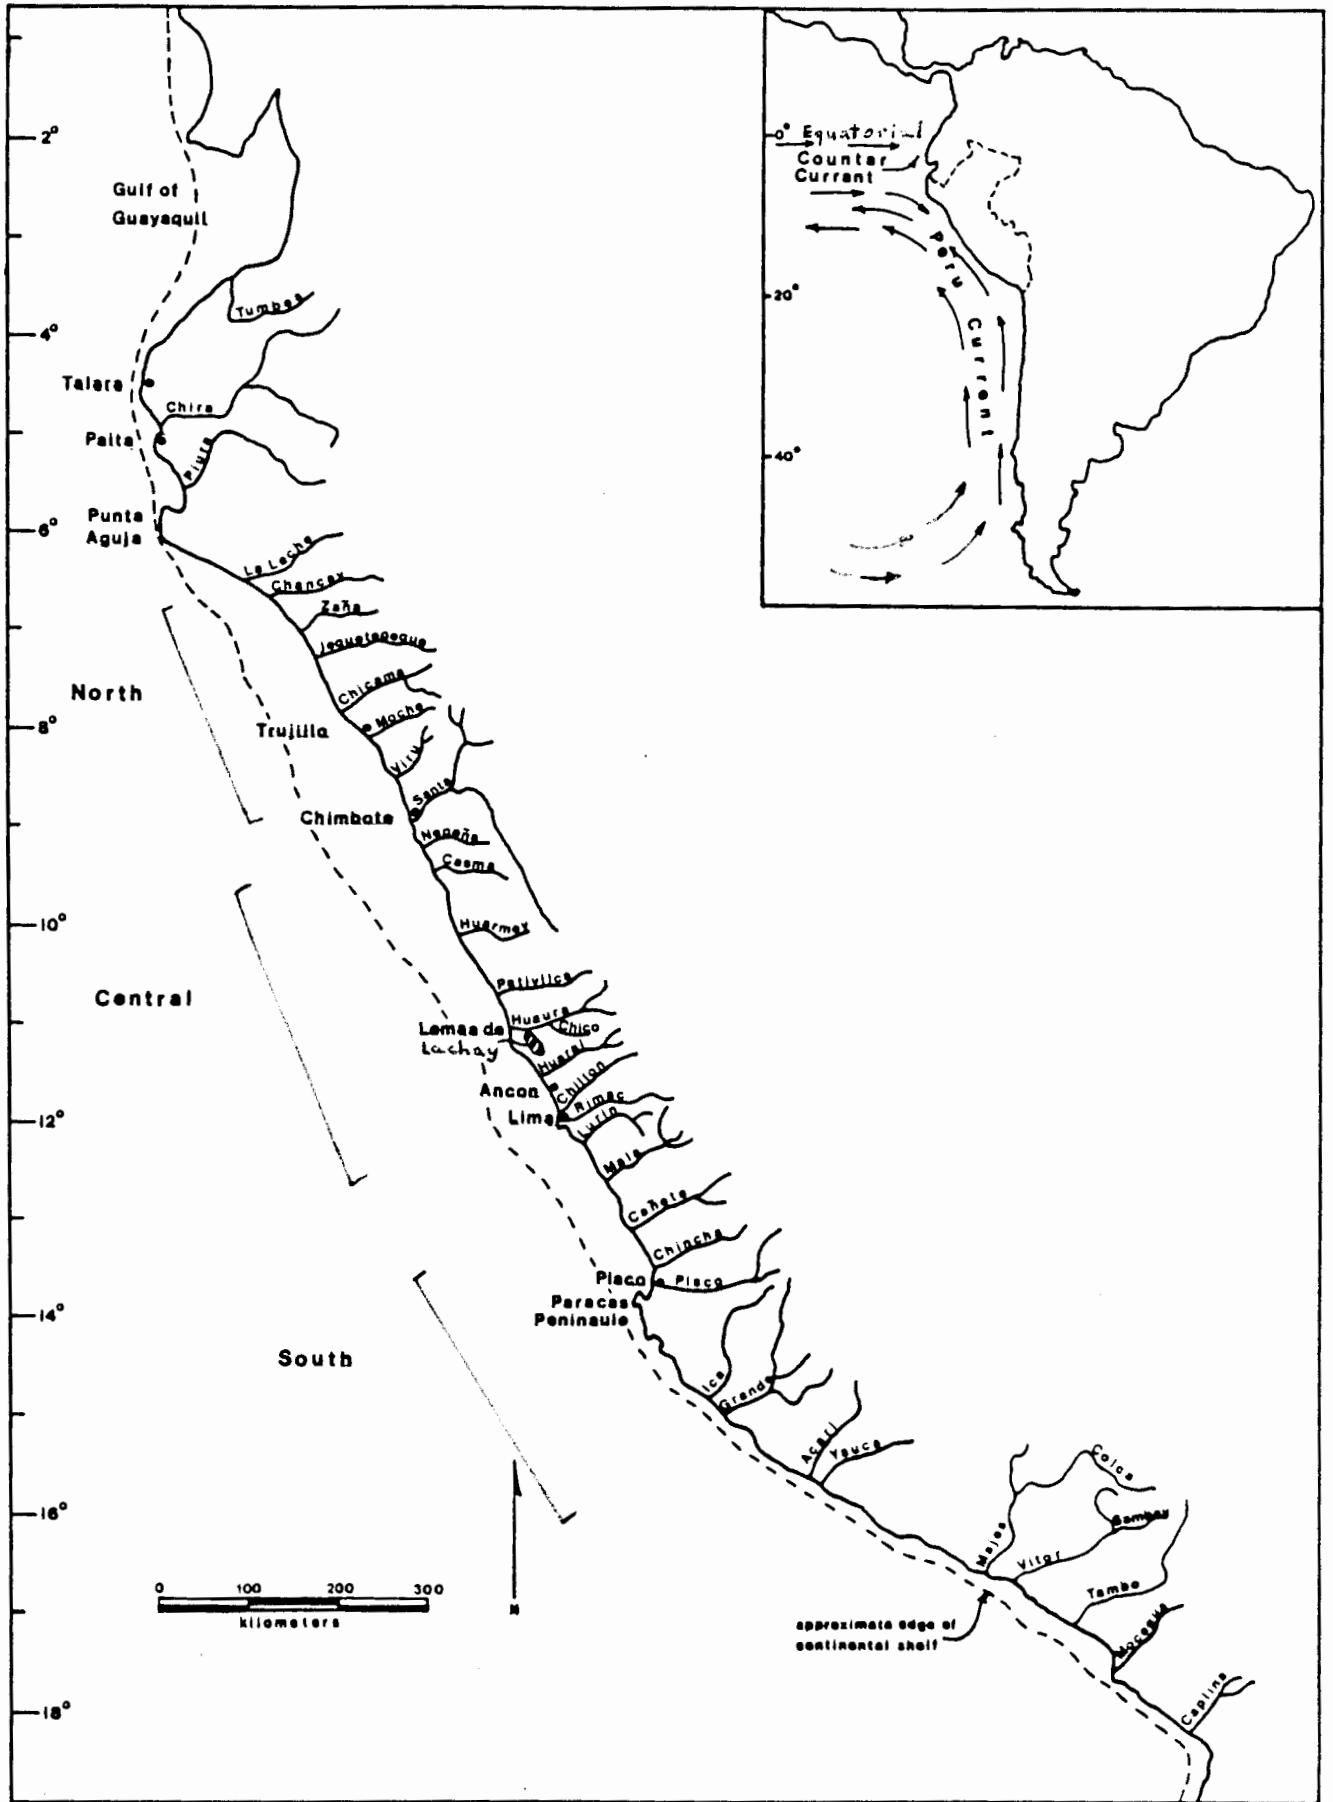 2°
Gulf of
Guayaquil
Tumbes
4°
Talara
Chira
Paita
Piura
Punta
Aguja
6°
La Leche
Chancay
Zaña
Jequetepeque
North
Chicama
Moche
8°
Trujillo
Viru
Santa
Chimbote
Nepeña
Casma
Huarmey
10°
Pativilca
Central
Huaura
Chico
Lomas de
Lachay
Huaral
Chillon
Ancon
Rimac
Lima
Lurin
12°
Mala
Cañete
Chincha
Pisco
Pisco
Paracas
Peninsula
14°
South
Ica
Grande
Acari
Yauca
Colca
16°
Majes
Vitor
Tambo
0 100 200 300
kilometers
N
approximate edge of
continental shelf
Caplina
18°
0° Equatorial
Counter
Current
Peru
Current
20°
40°